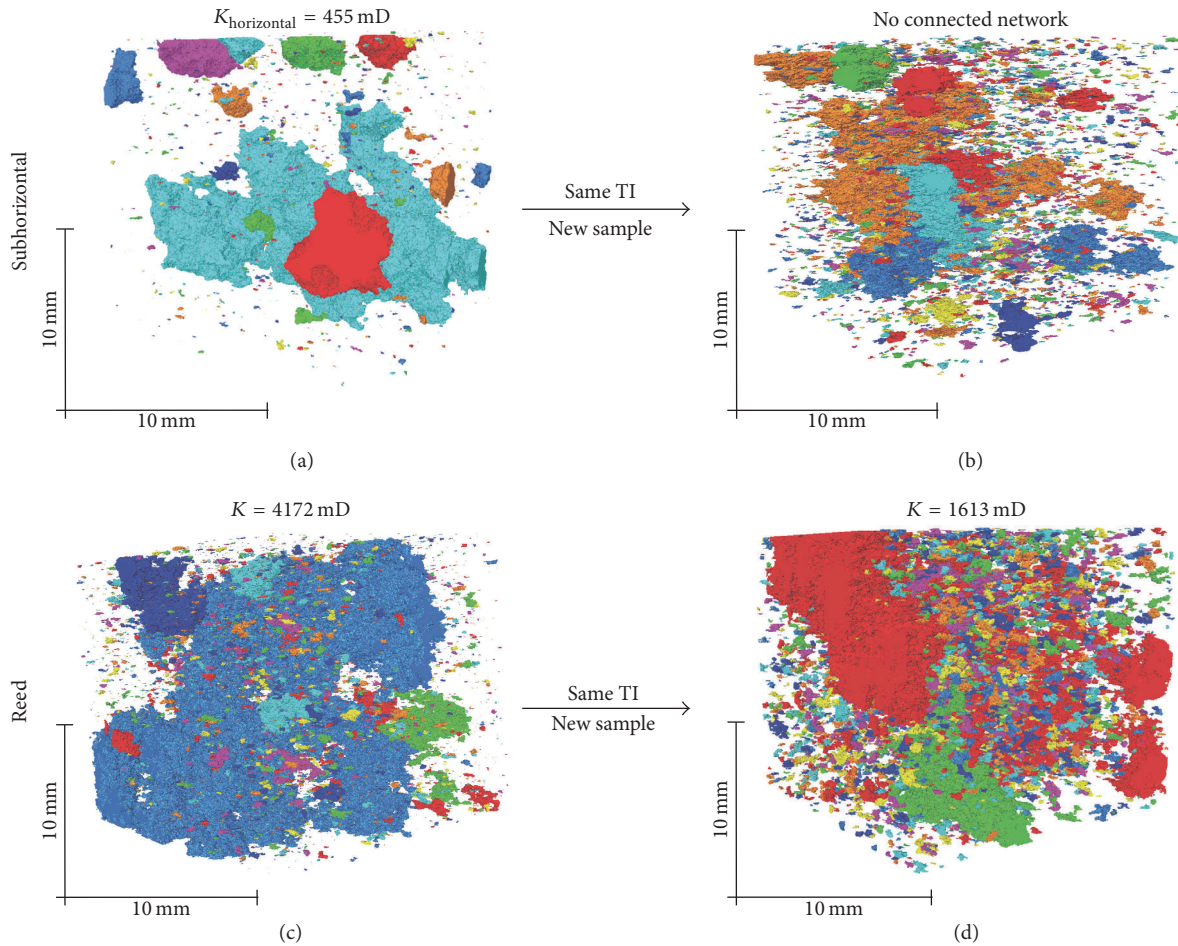 K_horizontal = 455 mD
No connected network
Subhorizontal
Same TI
New sample
10 mm
10 mm
10 mm
10 mm
(a)
(b)
K = 4172 mD
K = 1613 mD
Reed
Same TI
New sample
10 mm
10 mm
10 mm
10 mm
(c)
(d)